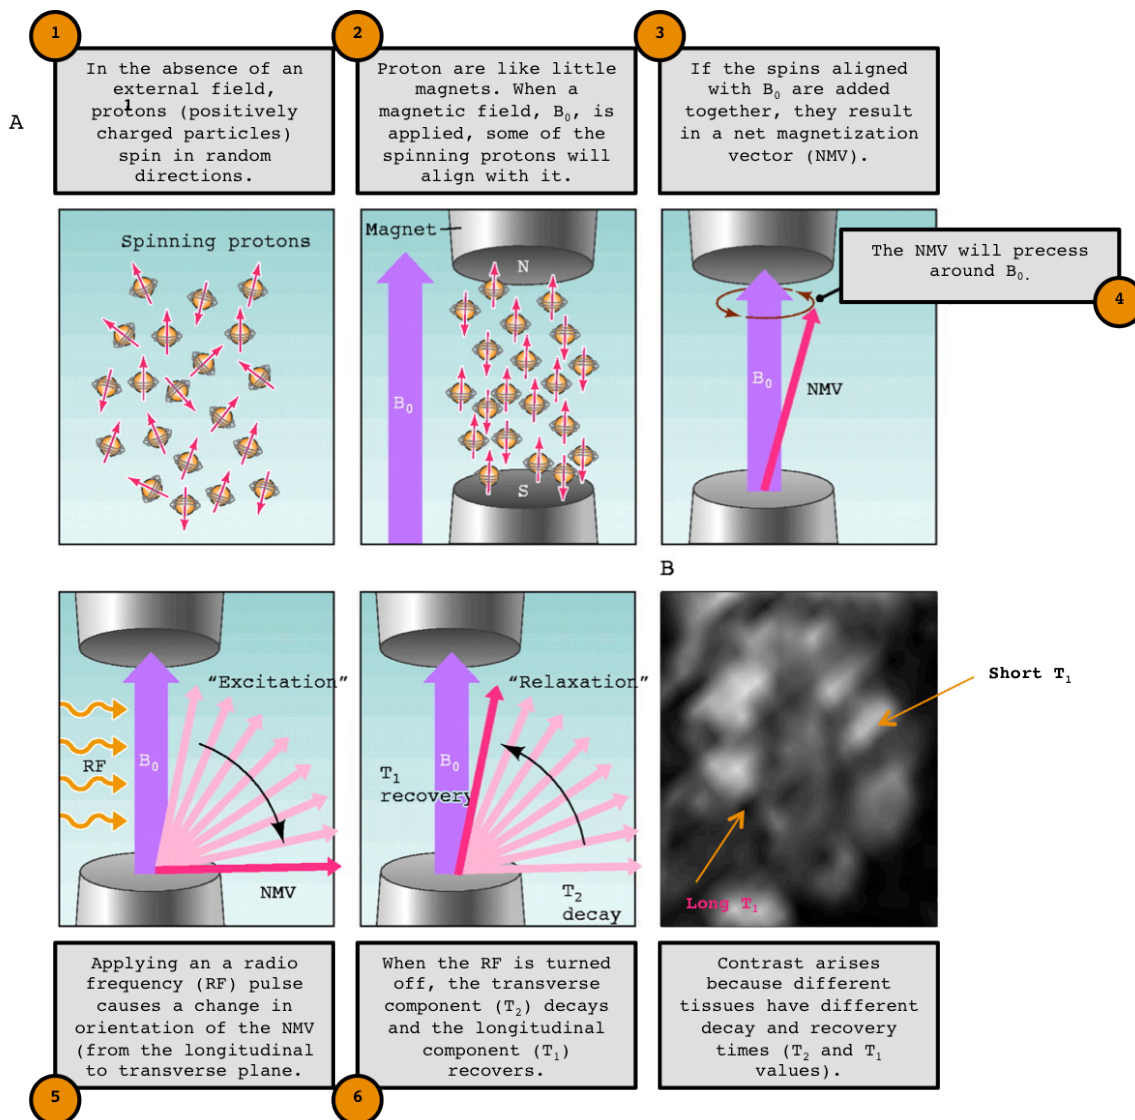 1
In the absence of an
external field,
protons (positively
charged particles)
spin in random
directions.
1
A
2
Proton are like little
magnets. When a
magnetic field, B₀, is
applied, some of the
spinning protons will
align with it.
3
If the spins aligned
with B₀ are added
together, they result
in a net magnetization
vector (NMV).
Spinning protons
Magnet
N
B₀
S
B₀
NMV
The NMV will precess
around B₀.
4
"Excitation"
RF
B₀
NMV
"Relaxation"
B₀
T₁
recovery
T₂
decay
B
Short T₁
Long T₁
Applying an a radio
frequency (RF) pulse
causes a change in
orientation of the NMV
(from the longitudinal
to transverse plane.
5
When the RF is turned
off, the transverse
component (T₂) decays
and the longitudinal
component (T₁)
recovers.
6
Contrast arises
because different
tissues have different
decay and recovery
times (T₂ and T₁
values).